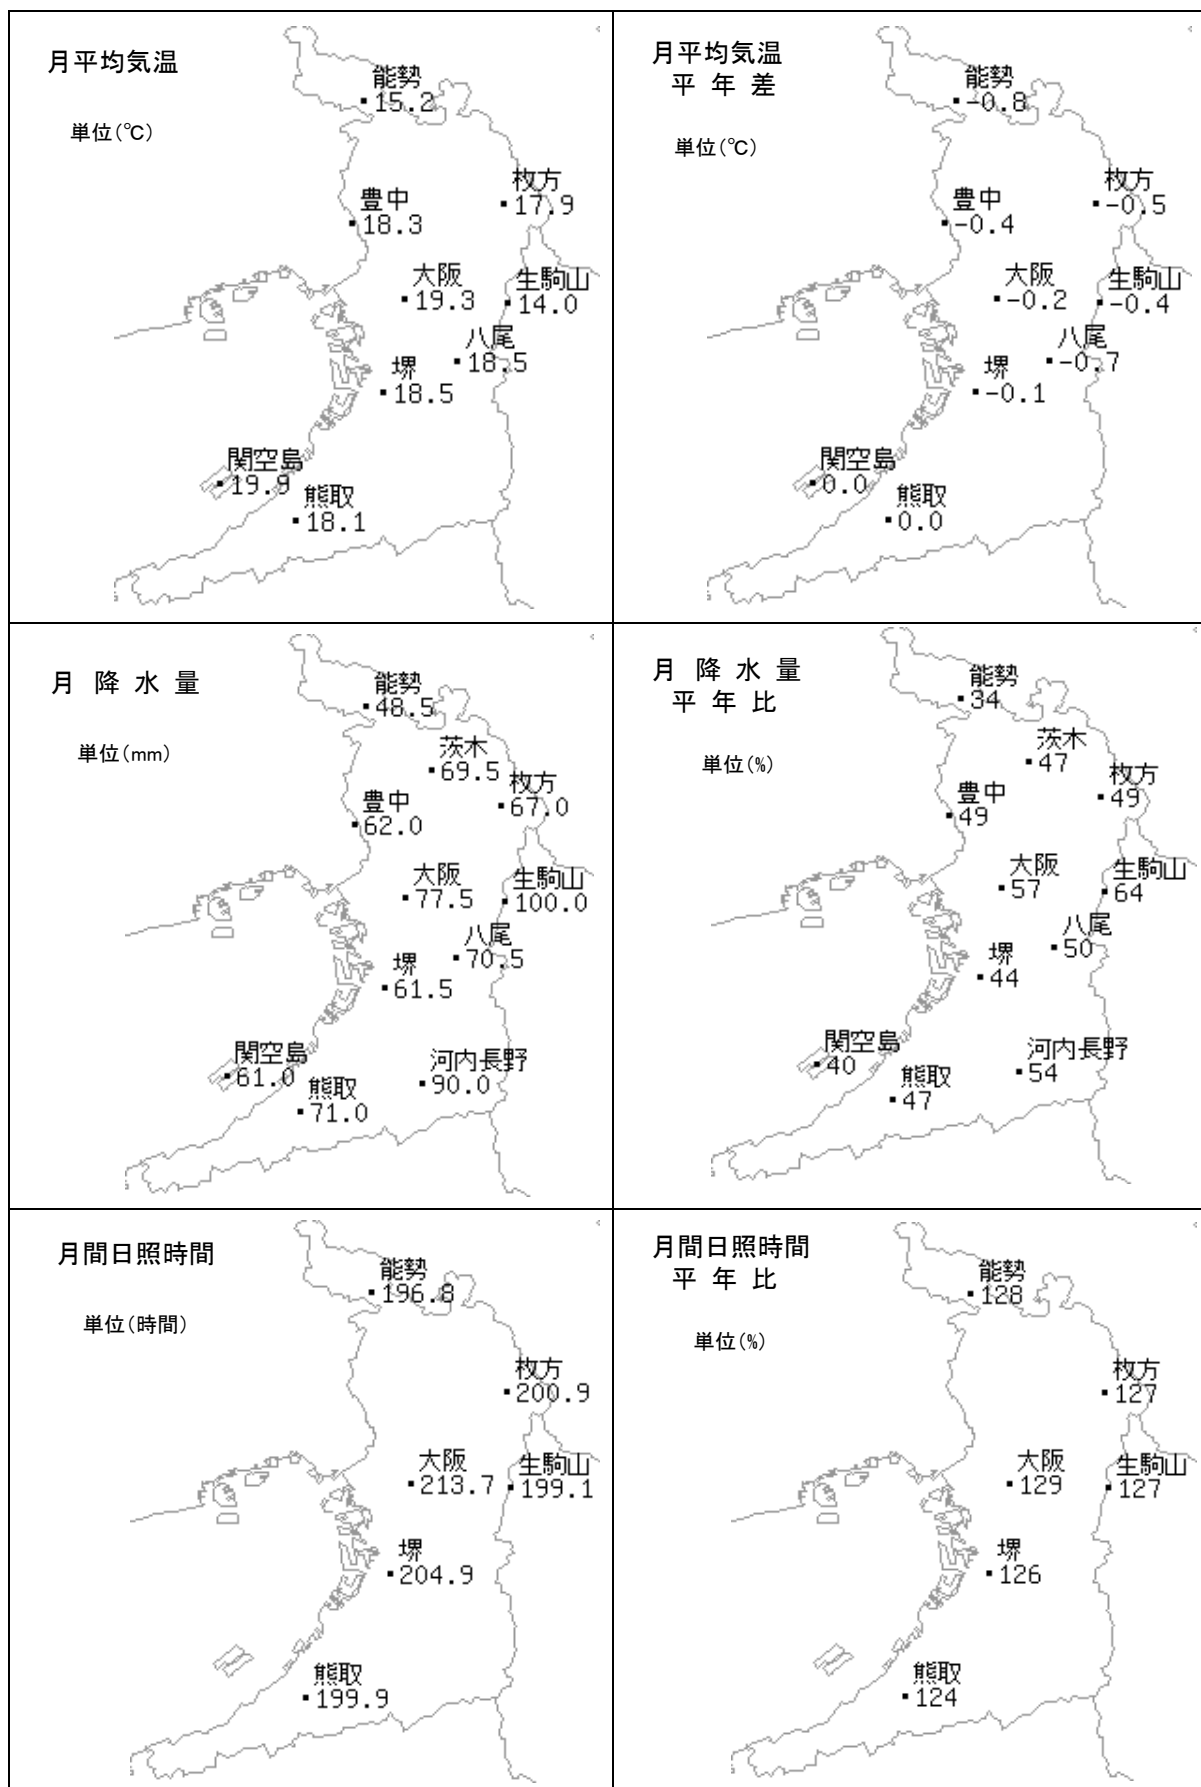 月平均気温
単位(℃)
能勢
15.2
枚方
17.9
豊中
18.3
大阪
19.3
生駒山
14.0
八尾
18.5
堺
18.5
関空島
19.9
熊取
18.1
月平均気温
平年差
単位(℃)
能勢
-0.8
枚方
-0.5
豊中
-0.4
大阪
-0.2
生駒山
-0.4
八尾
-0.7
堺
-0.1
関空島
0.0
熊取
0.0
月降水量
単位(mm)
能勢
48.5
茨木
69.5
枚方
67.0
豊中
62.0
大阪
77.5
生駒山
100.0
八尾
70.5
堺
61.5
関空島
61.0
河内長野
90.0
熊取
71.0
月降水量
平年比
単位(%)
能勢
34
茨木
47
枚方
49
豊中
49
大阪
57
生駒山
64
八尾
50
堺
44
関空島
40
河内長野
54
熊取
47
月間日照時間
単位(時間)
能勢
196.8
枚方
200.9
大阪
213.7
生駒山
199.1
堺
204.9
熊取
199.9
月間日照時間
平年比
単位(%)
能勢
128
枚方
127
大阪
129
生駒山
127
堺
126
熊取
124